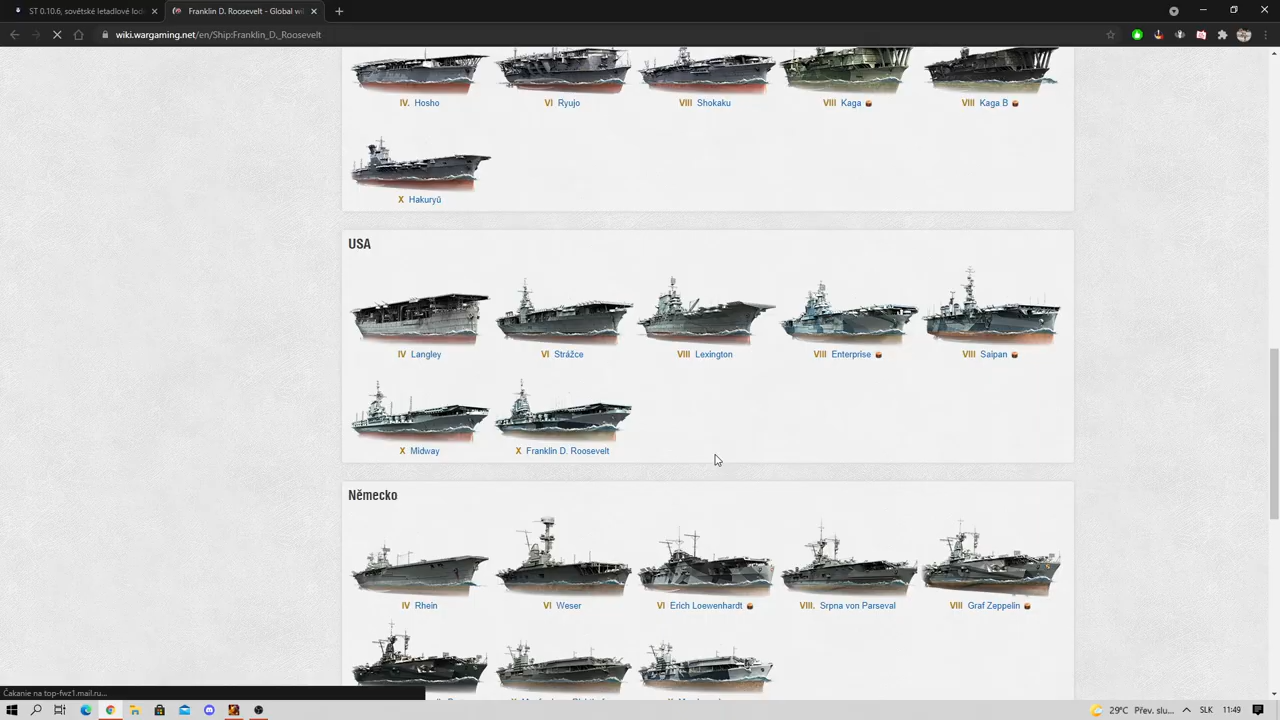 ST 0.10.6, sovětské letadlové lodě
Franklin D. Roosevelt - Global wi
wiki.wargaming.net/en/Ship:Franklin_D._Roosevelt
IV. Hosho
VI Ryujo
VIII Shokaku
VIII Kaga
VIII Kaga B
X Hakuryū
USA
IV Langley
VI Strážce
VIII Lexington
VIII Enterprise
VIII Saipan
X Midway
X Franklin D. Roosevelt
Německo
IV Rhein
VI Weser
VI Erich Loewenhardt
VIII. Srpna von Parseval
VIII Graf Zeppelin
Čakanie na top-fwz1.mail.ru...
29°C Přev. slu...
SLK
11:49